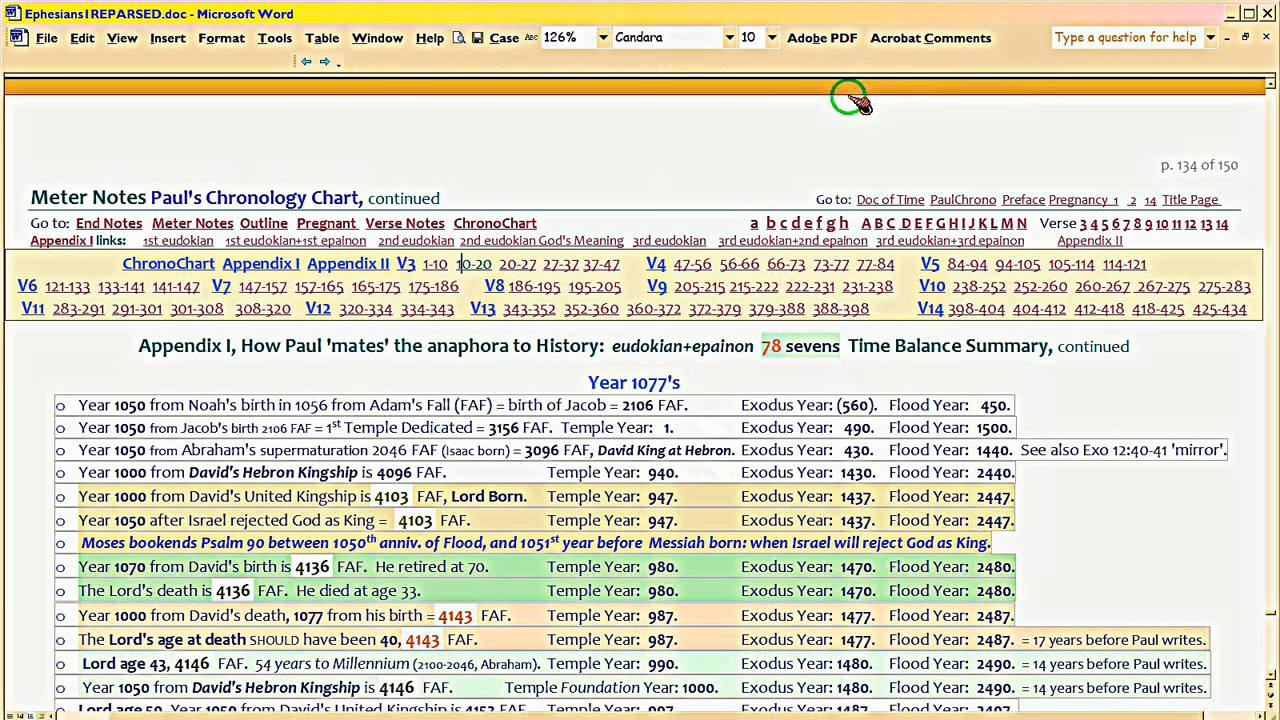 Ephesians1REPARSED.doc - Microsoft Word
File Edit View Insert Format Tools Table Window Help Case ABC 126% Candara 10 Adobe PDF Acrobat Comments Type a question for help
p. 134 of 150
Meter Notes Paul's Chronology Chart, continued Go to: Doc of Time PaulChrono Preface Pregnancy 1 2 14 Title Page
Go to: End Notes Meter Notes Outline Pregnant Verse Notes ChronoChart a b c d e f g h A B C D E F G H I J K L M N Verse 3 4 5 6 7 8 9 10 11 12 13 14
Appendix I links: 1st eudokian 1st eudokian+1st epainon 2nd eudokian 2nd eudokian God's Meaning 3rd eudokian 3rd eudokian+2nd epainon 3rd eudokian+3rd epainon Appendix II
ChronoChart Appendix I Appendix II V3 1-10 10-20 20-27 27-37 37-47 V4 47-56 56-66 66-73 73-77 77-84 V5 84-94 94-105 105-114 114-121
V6 121-133 133-141 141-147 V7 147-157 157-165 165-175 175-186 V8 186-195 195-205 V9 205-215 215-222 222-231 231-238 V10 238-252 252-260 260-267 267-275 275-283
V11 283-291 291-301 301-308 308-320 V12 320-334 334-343 V13 343-352 352-360 360-372 372-379 379-388 388-398 V14 398-404 404-412 412-418 418-425 425-434
Appendix I, How Paul 'mates' the anaphora to History: eudokian+epainon 78 sevens Time Balance Summary, continued
Year 1077's
o Year 1050 from Noah's birth in 1056 from Adam's Fall (FAF) = birth of Jacob = 2106 FAF. Exodus Year: (560). Flood Year: 450.
o Year 1050 from Jacob's birth 2106 FAF = 1st Temple Dedicated = 3156 FAF. Temple Year: 1. Exodus Year: 490. Flood Year: 1500.
o Year 1050 from Abraham's supermaturation 2046 FAF (Isaac born) = 3096 FAF, David King at Hebron. Exodus Year: 430. Flood Year: 1440. See also Exo 12:40-41 'mirror'.
o Year 1000 from David's Hebron Kingship is 4096 FAF. Temple Year: 940. Exodus Year: 1430. Flood Year: 2440.
o Year 1000 from David's United Kingship is 4103 FAF, Lord Born. Temple Year: 947. Exodus Year: 1437. Flood Year: 2447.
o Year 1050 after Israel rejected God as King = 4103 FAF. Temple Year: 947. Exodus Year: 1437. Flood Year: 2447.
o Moses bookends Psalm 90 between 1050th anniv. of Flood, and 1051st year before Messiah born: when Israel will reject God as King.
o Year 1070 from David's birth is 4136 FAF. He retired at 70. Temple Year: 980. Exodus Year: 1470. Flood Year: 2480.
o The Lord's death is 4136 FAF. He died at age 33. Temple Year: 980. Exodus Year: 1470. Flood Year: 2480.
o Year 1000 from David's death, 1077 from his birth = 4143 FAF. Temple Year: 987. Exodus Year: 1477. Flood Year: 2487.
o The Lord's age at death SHOULD have been 40, 4143 FAF. Temple Year: 987. Exodus Year: 1477. Flood Year: 2487. = 17 years before Paul writes.
o Lord age 43, 4146 FAF. 54 years to Millennium (2100-2046, Abraham). Temple Year: 990. Exodus Year: 1480. Flood Year: 2490. = 14 years before Paul writes.
o Year 1050 from David's Hebron Kingship is 4146 FAF. Temple Foundation Year: 1000. Exodus Year: 1480. Flood Year: 2490. = 14 years before Paul writes.